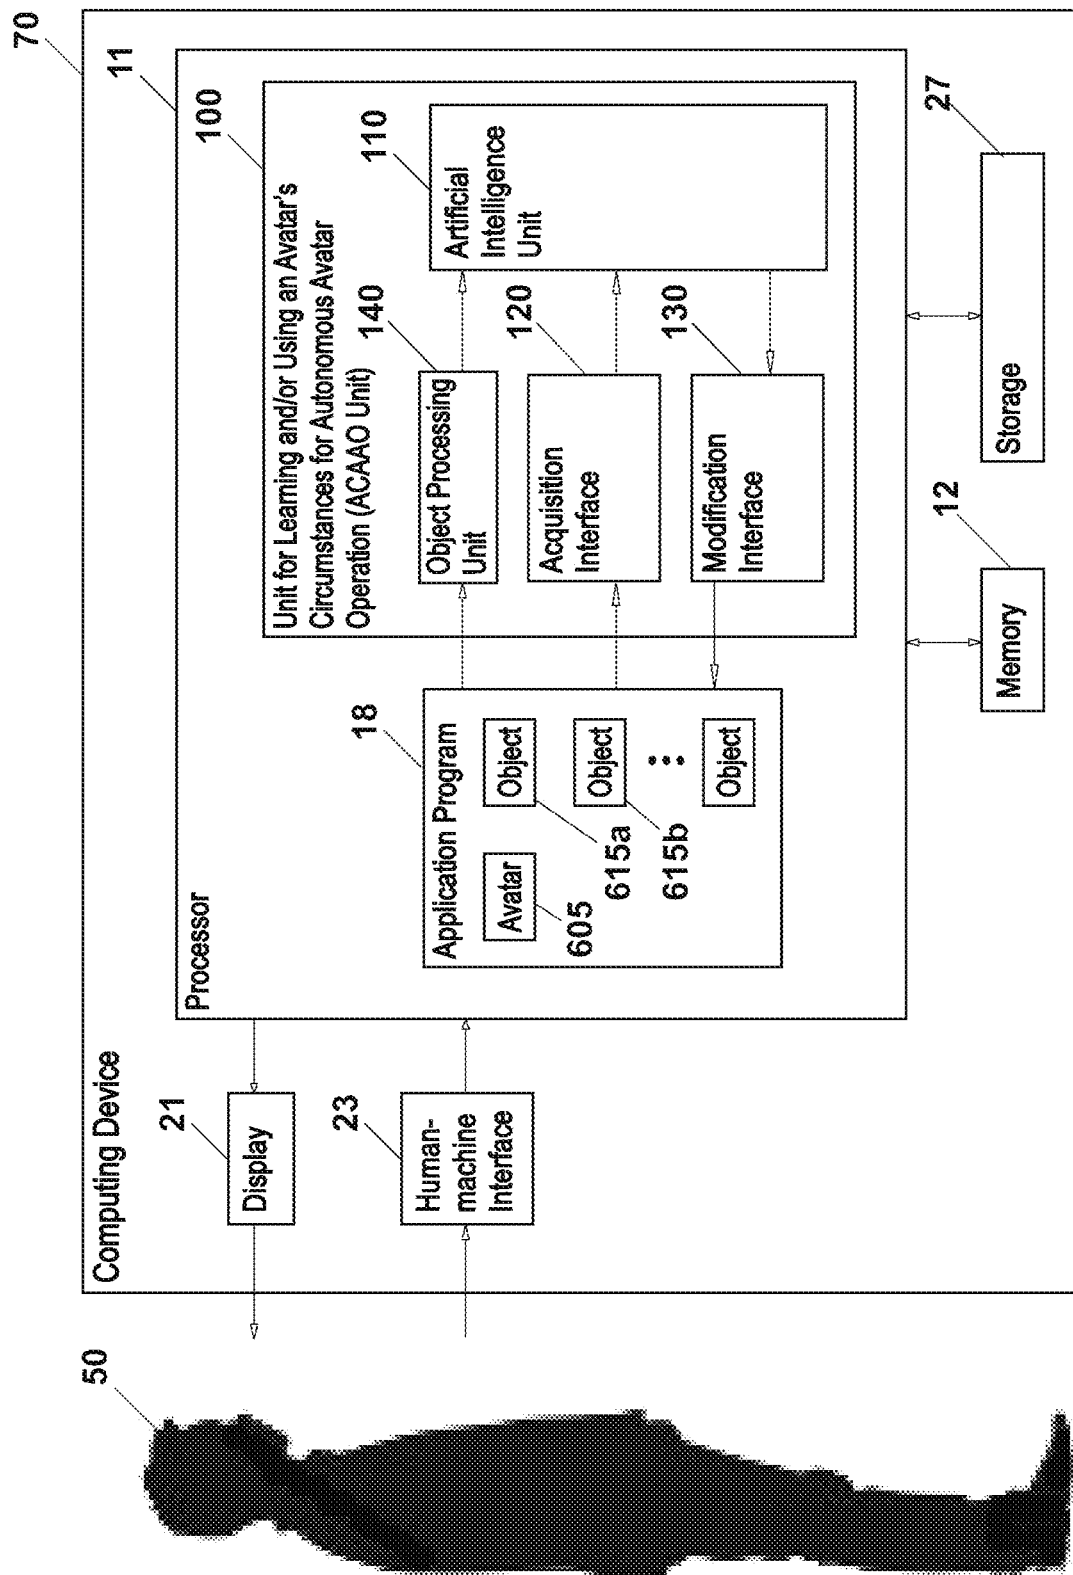 50
Computing Device
70
21
Display
23
Human-
machine
Interface
Processor
11
Application Program
18
Avatar
605
Object
615a
Object
615b
Object
Unit for Learning and/or Using an Avatar's
Circumstances for Autonomous Avatar
Operation (ACAAO Unit)
100
Object Processing
Unit
140
Acquisition
Interface
120
Modification
Interface
130
Artificial
Intelligence
Unit
110
Memory
12
Storage
27